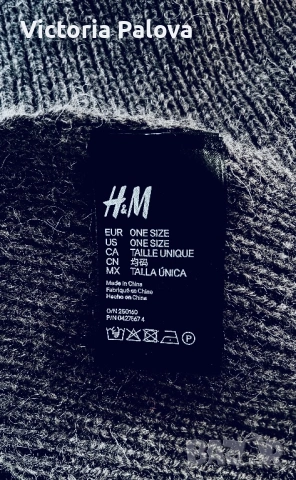 Victoria Palova
H&M
EUR ONE SIZE
US ONE SIZE
CA TAILLE UNIQUE
CN 均码
MX TALLA ÚNICA
Made in China
Fabriqué en Chine
Hecho en China
O/N 250160
P/N 0427567 4
P